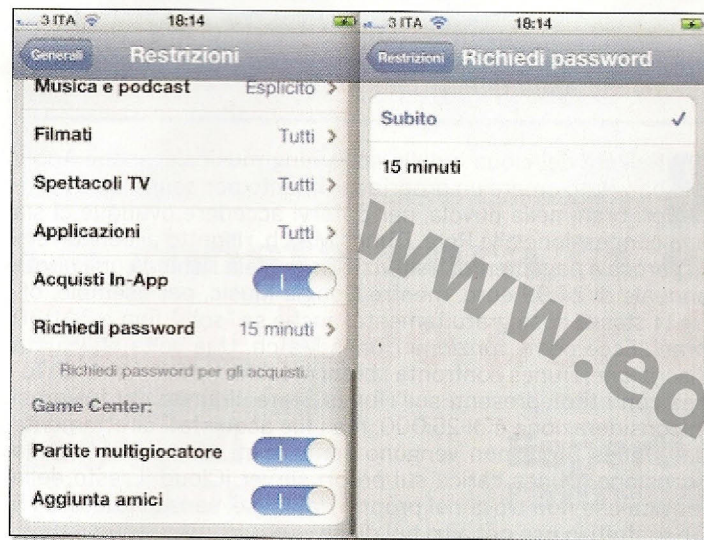 3 ITA 18:14
Generali Restrizioni
Musica e podcast Esplicito
Filmati Tutti
Spettacoli TV Tutti
Applicazioni Tutti
Acquisti In-App
Richiedi password 15 minuti
Richiedi password per gli acquisti.
Game Center:
Partite multigiocatore
Aggiunta amici
3 ITA 18:14
Restrizioni Richiedi password
Subito
15 minuti
www.ed